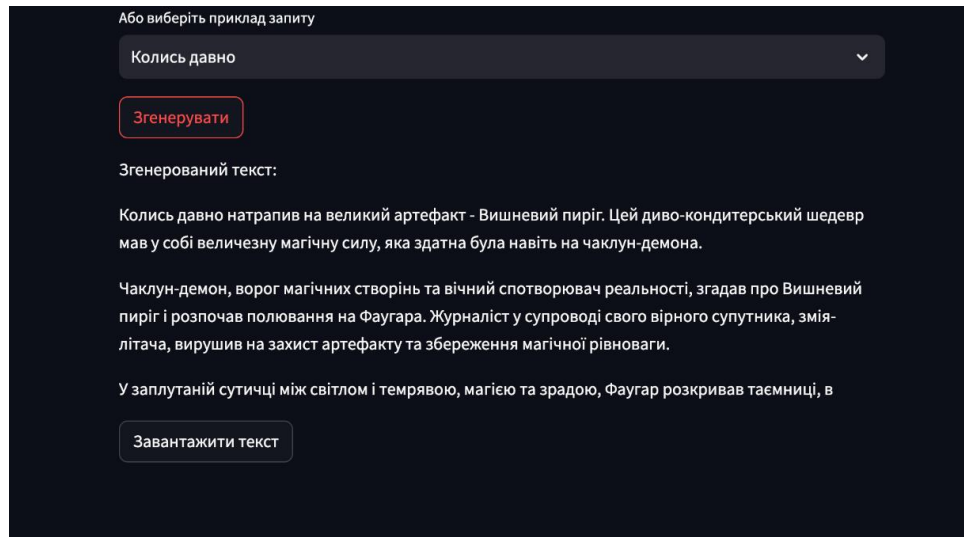 Або виберіть приклад запиту
Колись давно
Згенерувати
Згенерований текст:
Колись давно натрапив на великий артефакт - Вишневий пиріг. Цей диво-кондитерський шедевр
мав у собі величезну магічну силу, яка здатна була навіть на чаклун-демона.
Чаклун-демон, ворог магічних створінь та вічний спотворювач реальності, згадав про Вишневий
пиріг і розпочав полювання на Фаугара. Журналіст у супроводі свого вірного супутника, змія-
літача, вирушив на захист артефакту та збереження магічної рівноваги.
У заплутаній сутичці між світлом і темрявою, магією та зрадою, Фаугар розкривав таємниці, в
Завантажити текст